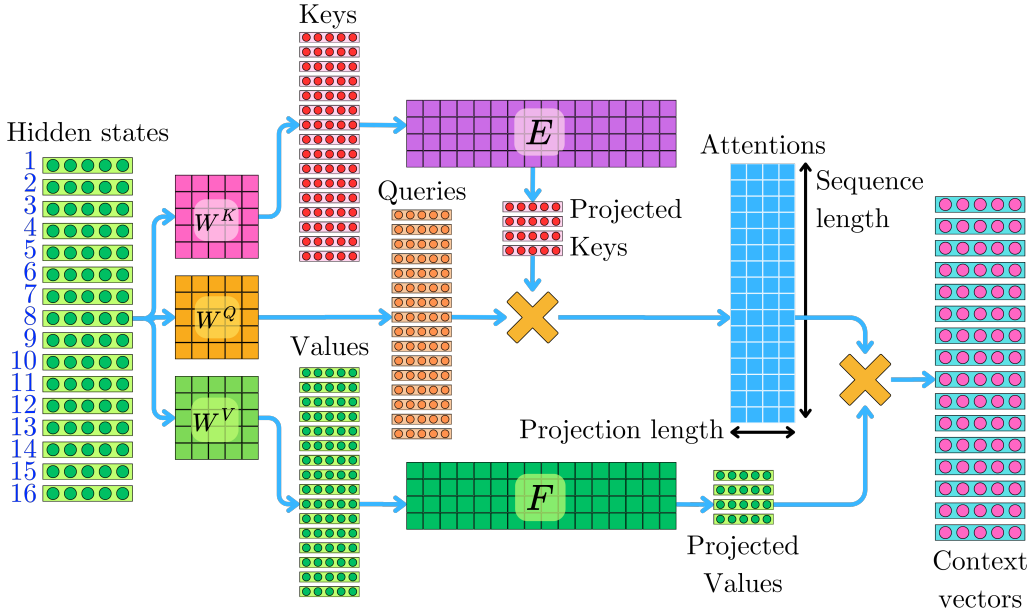 Keys
Hidden states
1
2
3
4
5
6
7
8
9
10
11
12
13
14
15
16
W^K
W^Q
W^V
E
Queries
Projected
Keys
Values
F
Attentions
Sequence
length
Projection length
Projected
Values
Context
vectors